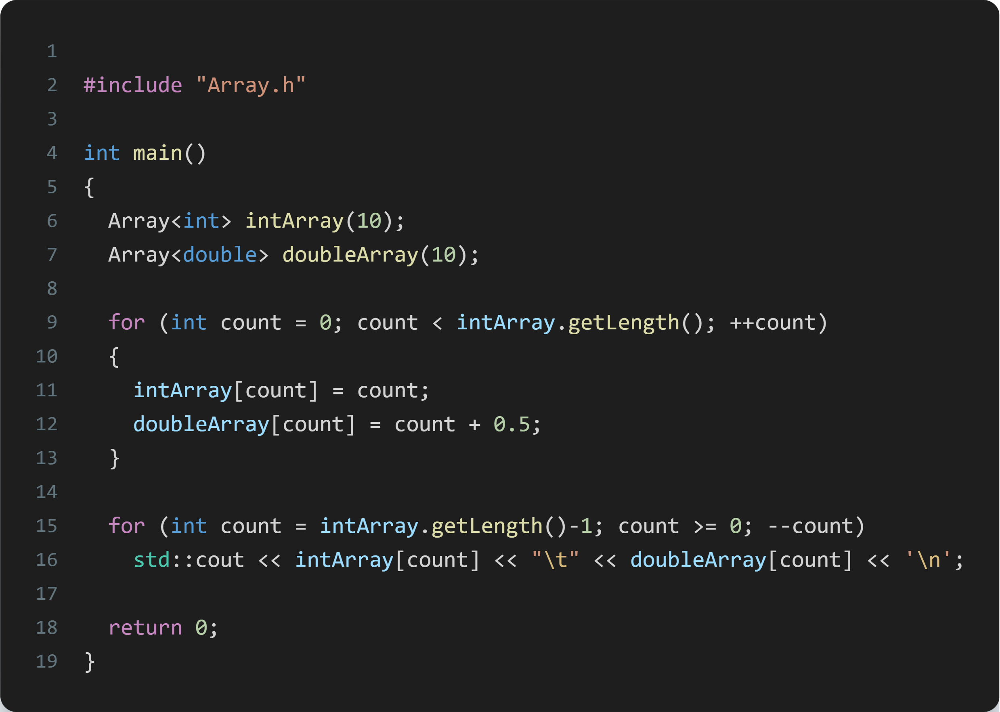 1
2 #include "Array.h"
3
4 int main()
5 {
6   Array<int> intArray(10);
7   Array<double> doubleArray(10);
8
9   for (int count = 0; count < intArray.getLength(); ++count)
10   {
11     intArray[count] = count;
12     doubleArray[count] = count + 0.5;
13   }
14
15   for (int count = intArray.getLength()-1; count >= 0; --count)
16     std::cout << intArray[count] << "\t" << doubleArray[count] << '\n';
17
18   return 0;
19 }